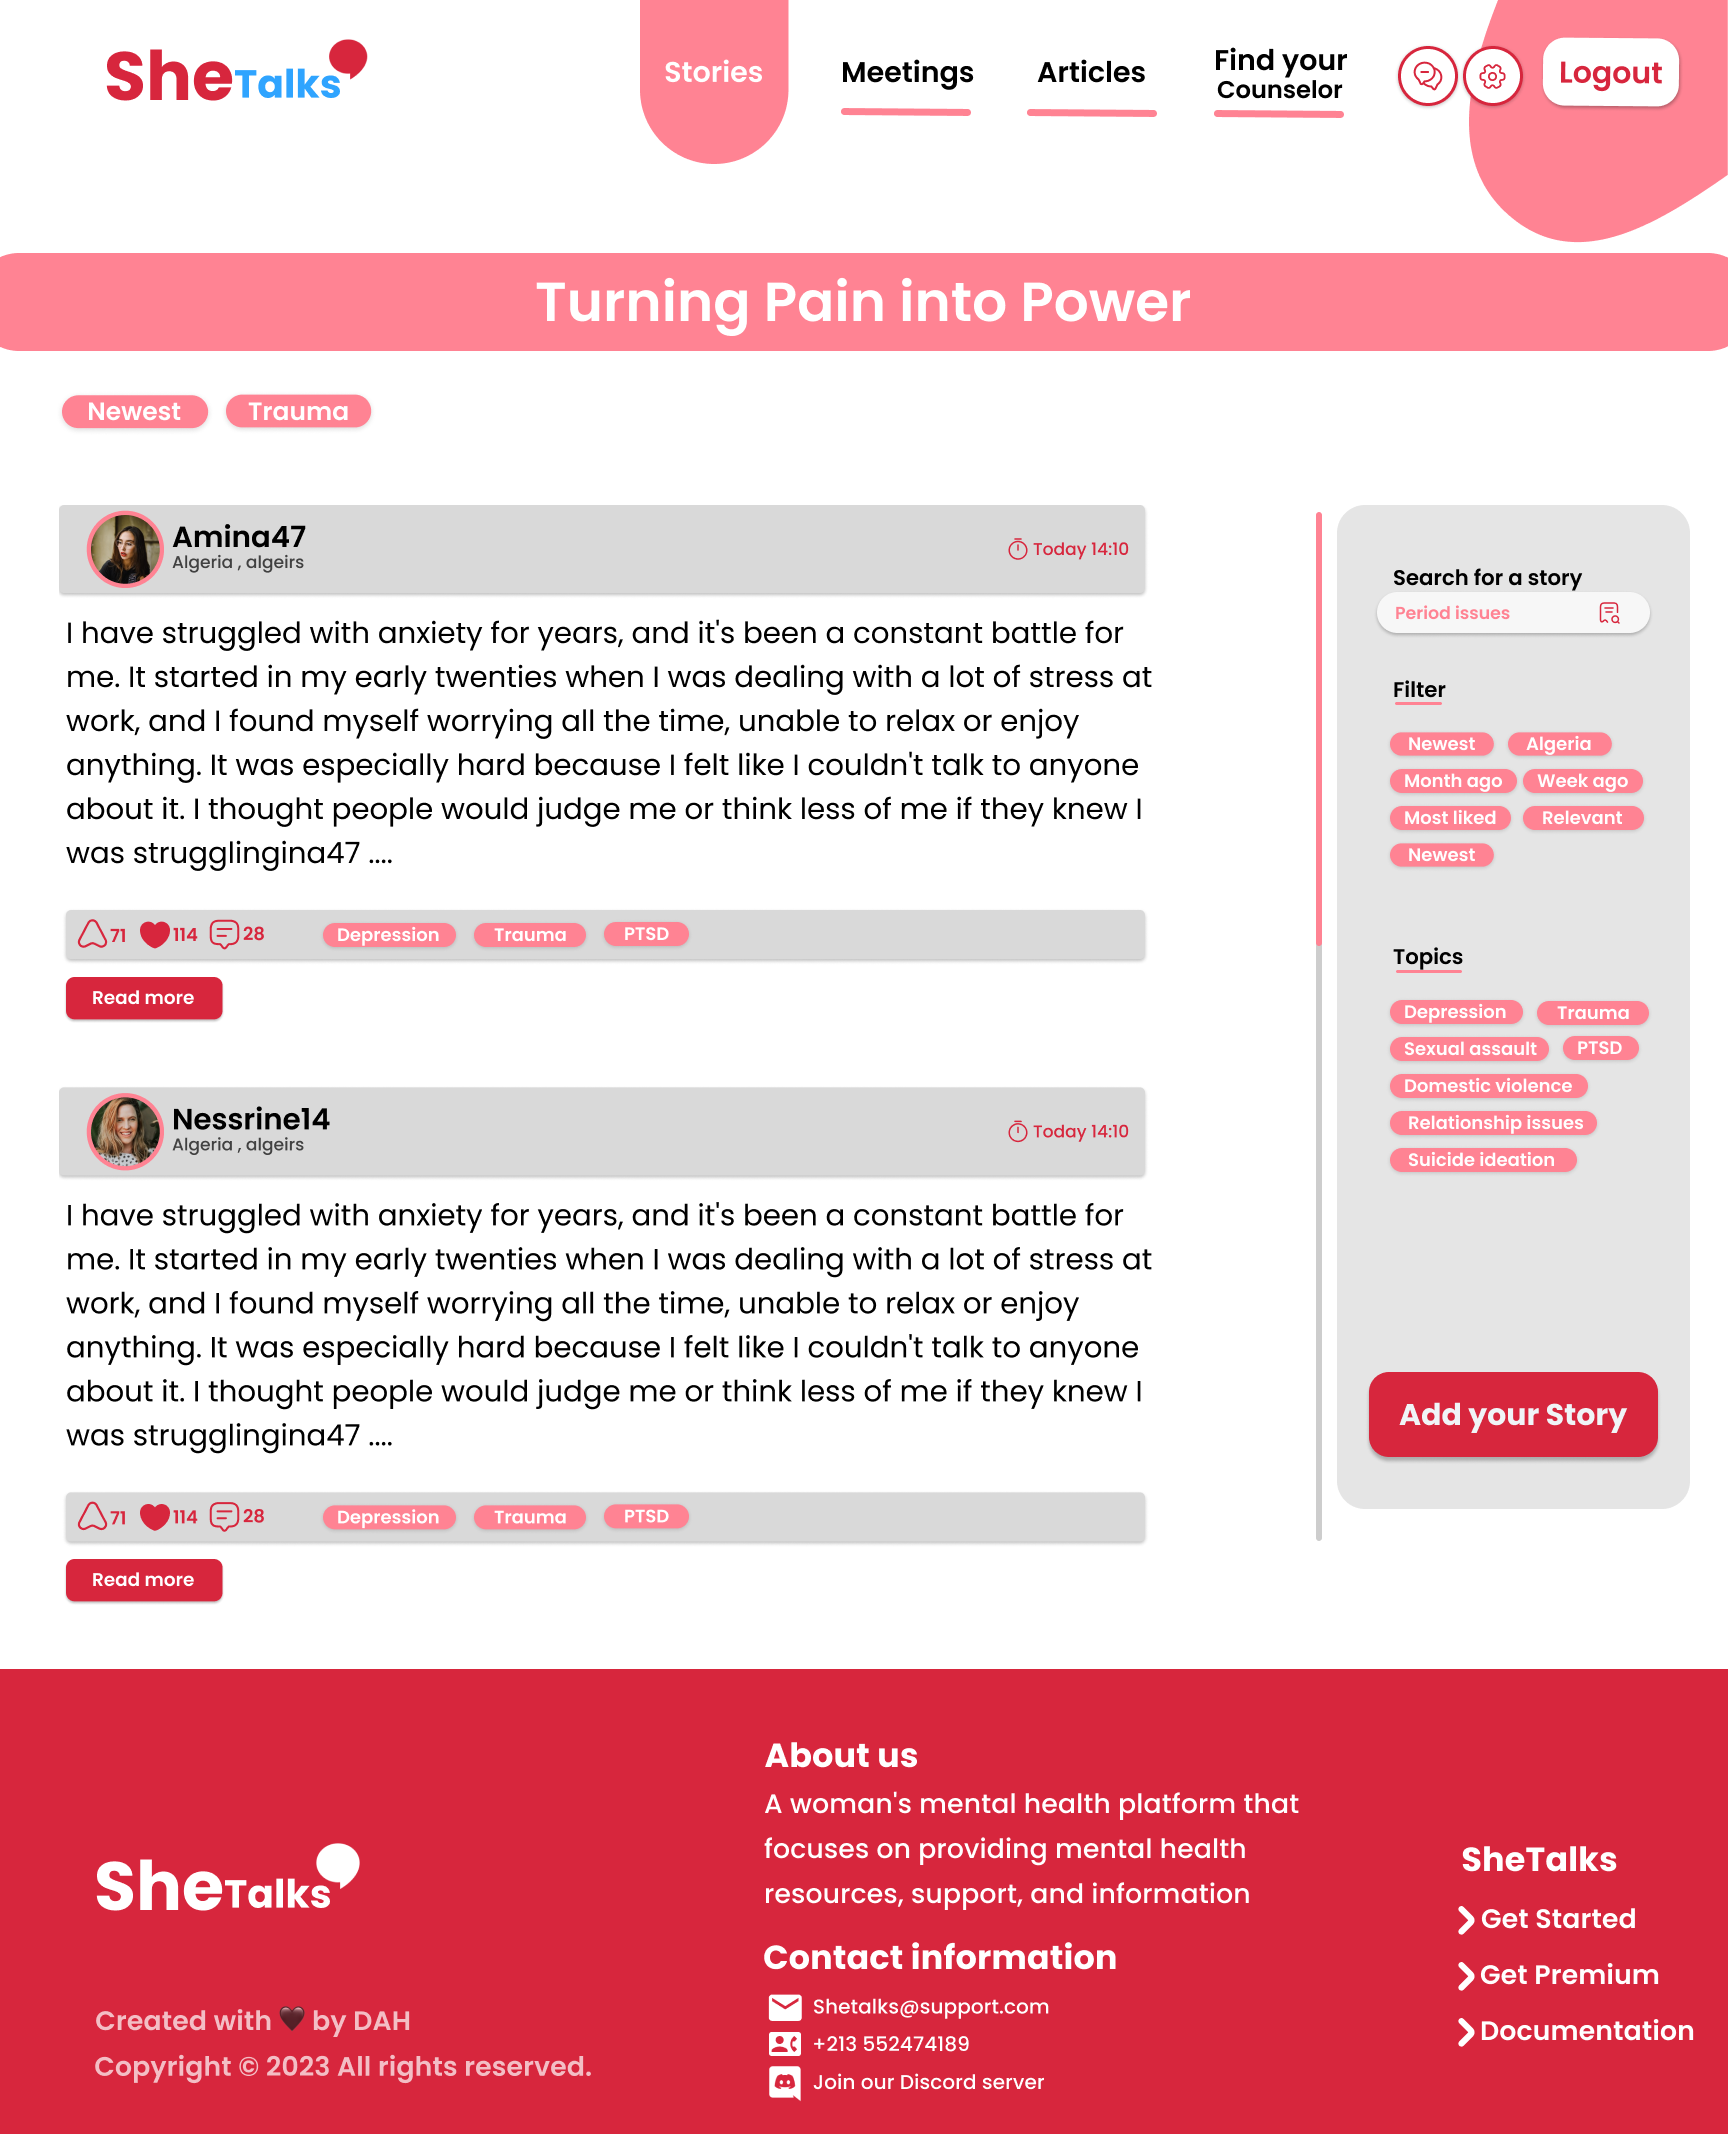 SheTalks
Stories
Meetings
Articles
Find your
Counselor
Logout
Turning Pain into Power
Newest
Trauma
Amina47
Algeria , algeirs
Today 14:10
I have struggled with anxiety for years, and it's been a constant battle for
me. It started in my early twenties when I was dealing with a lot of stress at
work, and I found myself worrying all the time, unable to relax or enjoy
anything. It was especially hard because I felt like I couldn't talk to anyone
about it. I thought people would judge me or think less of me if they knew I
was strugglingina47 ....
71 114 28 Depression Trauma PTSD
Read more
Nessrine14
Algeria , algeirs
Today 14:10
I have struggled with anxiety for years, and it's been a constant battle for
me. It started in my early twenties when I was dealing with a lot of stress at
work, and I found myself worrying all the time, unable to relax or enjoy
anything. It was especially hard because I felt like I couldn't talk to anyone
about it. I thought people would judge me or think less of me if they knew I
was strugglingina47 ....
71 114 28 Depression Trauma PTSD
Read more
Search for a story
Period issues
Filter
Newest Algeria
Month ago Week ago
Most liked Relevant
Newest
Topics
Depression Trauma
Sexual assault PTSD
Domestic violence
Relationship issues
Suicide ideation
Add your Story
SheTalks
Created with 🖤 by DAH
Copyright © 2023 All rights reserved.
About us
A woman's mental health platform that
focuses on providing mental health
resources, support, and information
Contact information
Shetalks@support.com
+213 552474189
Join our Discord server
SheTalks
Get Started
Get Premium
Documentation